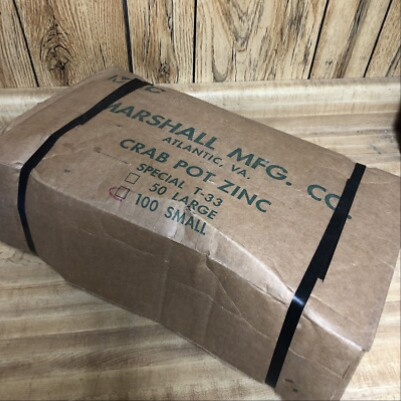 MARSHALL MFG. CO.
ATLANTIC, VA.
CRAB POT ZINC
SPECIAL T-33
50 LARGE
100 SMALL